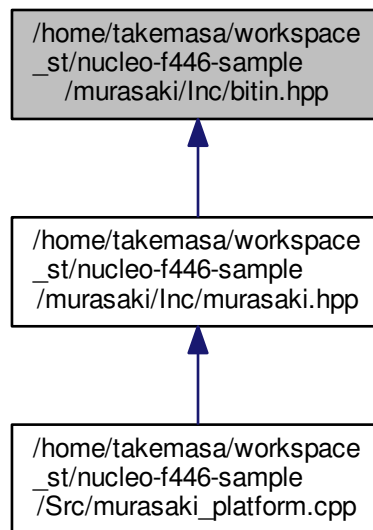 /home/takemasa/workspace
_st/nucleo-f446-sample
/murasaki/Inc/bitin.hpp
/home/takemasa/workspace
_st/nucleo-f446-sample
/murasaki/Inc/murasaki.hpp
/home/takemasa/workspace
_st/nucleo-f446-sample
/Src/murasaki_platform.cpp